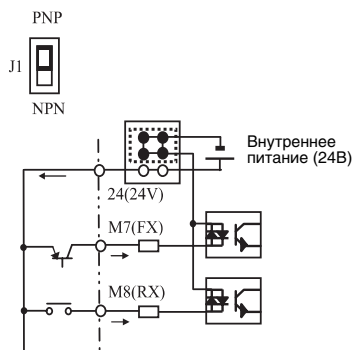 PNP
J1
NPN
Внутреннее
питание (24В)
24(24V)
M7(FX)
M8(RX)